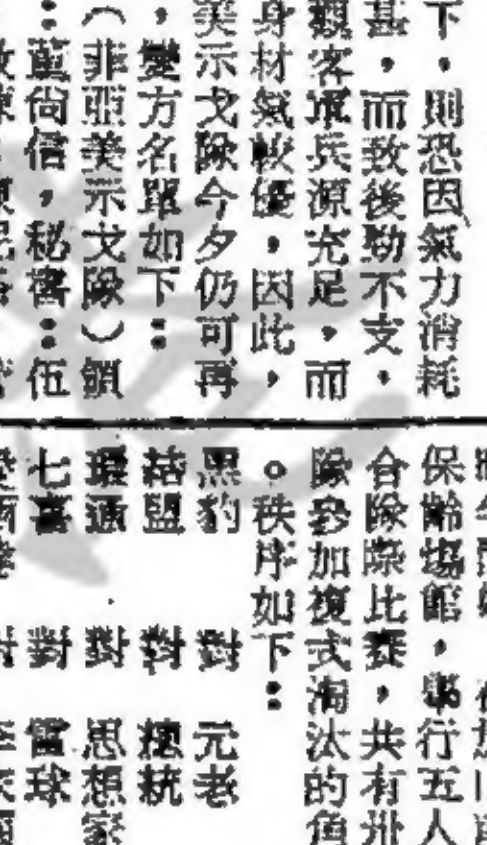 下，則恐因氣力消耗
甚，而致後勁不支，
觀客軍兵源充足，而
身材氣較優，因此，
美示戈隊今夕仍可再
，雙方名單如下：
（非亞美示戈隊）領
：董尚信，秘書：伍
保齡場館，舉行五人
合隊際比賽，共有卅
隊參加複式淘汰的角
。秩序如下：
黑豹　對　元老
結盟　對　總統
環通　對　思想家
七喜　對　雪球